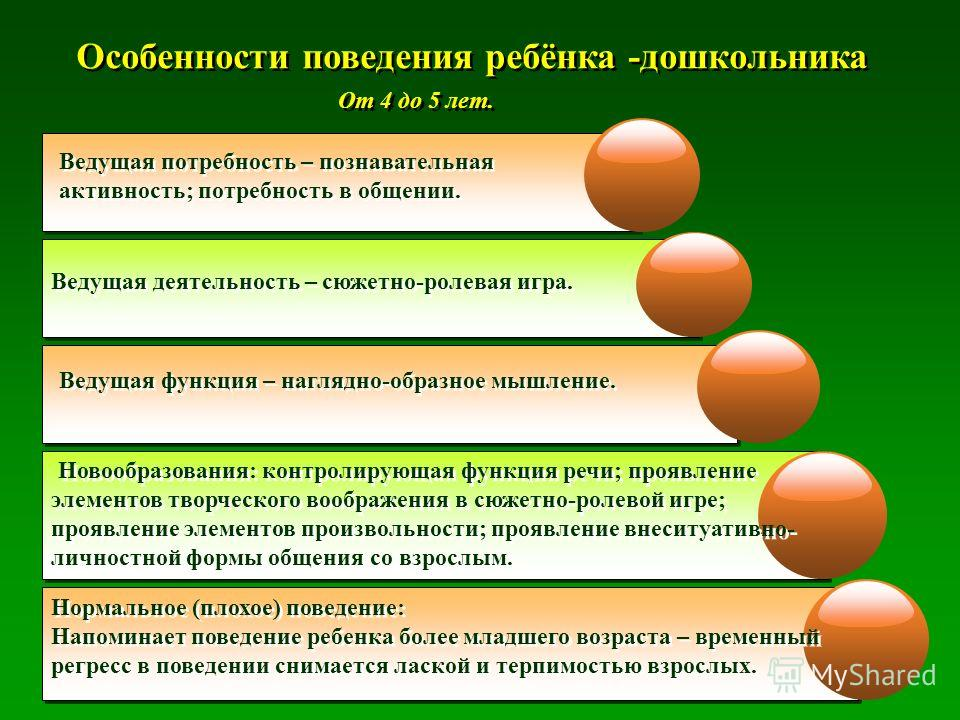 Особенности поведения ребёнка -дошкольника
От 4 до 5 лет.
Ведущая потребность – познавательная
активность; потребность в общении.
Ведущая деятельность – сюжетно-ролевая игра.
Ведущая функция – наглядно-образное мышление.
Новообразования: контролирующая функция речи; проявление
элементов творческого воображения в сюжетно-ролевой игре;
проявление элементов произвольности; проявление внеситуативно-
личностной формы общения со взрослым.
Нормальное (плохое) поведение:
Напоминает поведение ребенка более младшего возраста – временный
регресс в поведении снимается лаской и терпимостью взрослых.
MyShared